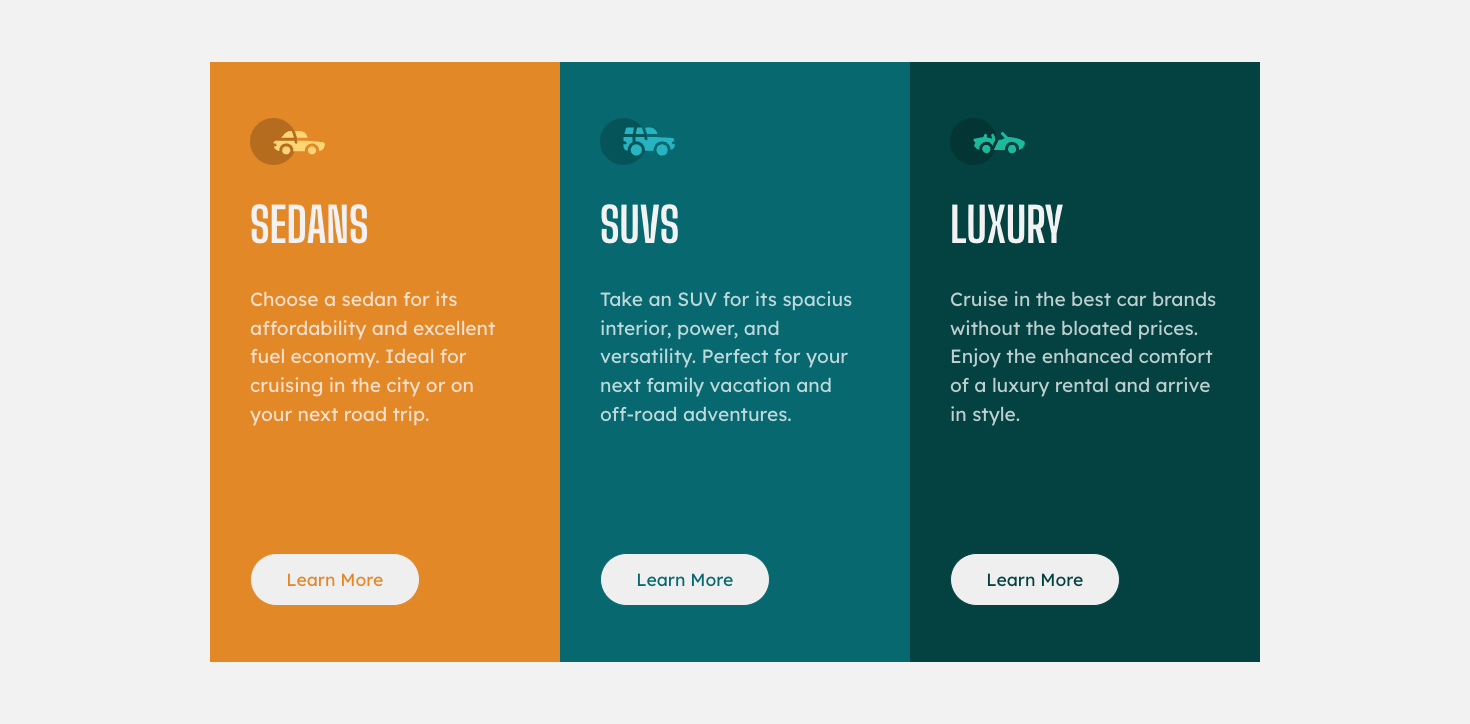 SEDANS
Choose a sedan for its
affordability and excellent
fuel economy. Ideal for
cruising in the city or on
your next road trip.
Learn More
SUVS
Take an SUV for its spacius
interior, power, and
versatility. Perfect for your
next family vacation and
off-road adventures.
Learn More
LUXURY
Cruise in the best car brands
without the bloated prices.
Enjoy the enhanced comfort
of a luxury rental and arrive
in style.
Learn More